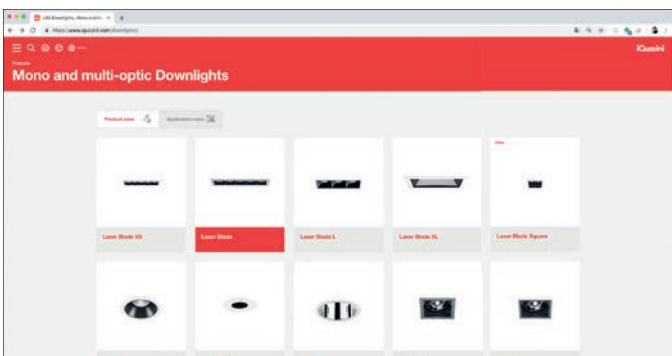 LED Downlights, Mono and m
https://www.iguzzini.com/downlights/
iGuzzini
Products
Mono and multi-optic Downlights
Product view
Application view
Laser Blade XS
Laser Blade
Laser Blade L
Laser Blade XL
Laser Blade Square